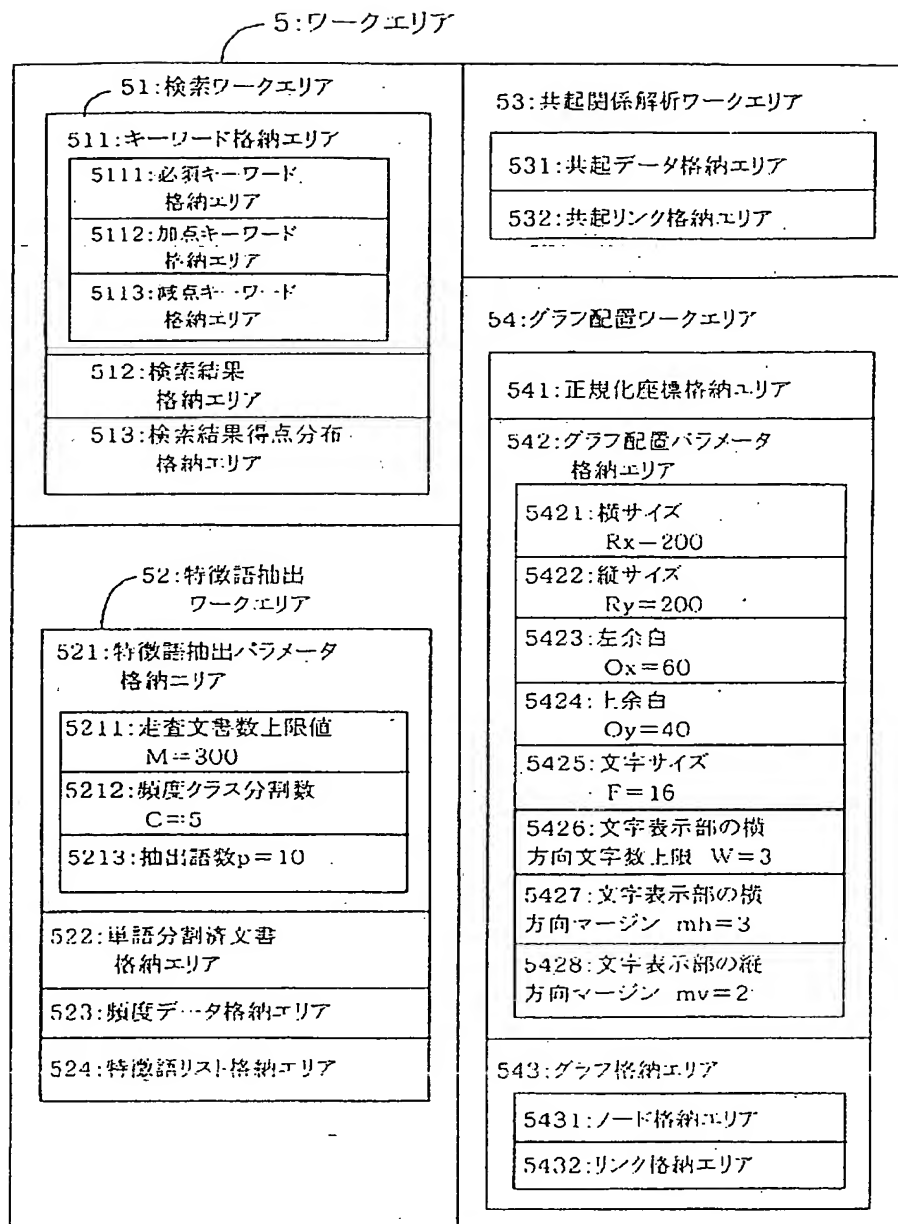 5:ワークエリア
51:検索ワークエリア
511:キーワード格納エリア
5111:必須キーワード
格納エリア
5112:加点キーワード
格納エリア
5113:減点キーワード
格納エリア
512:検索結果
格納エリア
513:検索結果得点分布
格納エリア
52:特徴語抽出
ワークエリア
521:特徴語抽出パラメータ
格納エリア
5211:走査文書数上限値
M=300
5212:頻度クラス分割数
C=5
5213:抽出語数p=10
522:単語分割済文書
格納エリア
523:頻度データ格納エリア
524:特徴語リスト格納エリア
53:共起関係解析ワークエリア
531:共起データ格納エリア
532:共起リンク格納エリア
54:グラフ配置ワークエリア
541:正規化座標格納エリア
542:グラフ配置パラメータ
格納エリア
5421:横サイズ
Rx=200
5422:縦サイズ
Ry=200
5423:左余白
Ox=60
5424:上余白
Oy=40
5425:文字サイズ
F=16
5426:文字表示部の横
方向文字数上限 W=3
5427:文字表示部の横
方向マージン mh=3
5428:文字表示部の縦
方向マージン mv=2
543:グラフ格納エリア
5431:ノード格納エリア
5432:リンク格納エリア